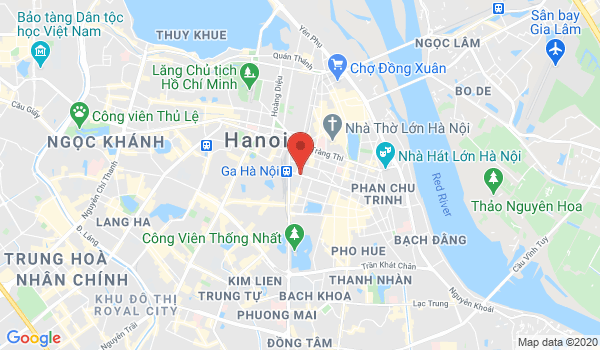 Bảo tàng Dân tộc
học Việt Nam
THUY KHUE
Yên Phụ
Sân bay
Gia Lâm
NGỌC LÂM
Quán Thánh
Lăng Chủ tịch
Hồ Chí Minh
Hoàng Diệu
Chợ Đồng Xuân
BO DE
Cầu Giấy
Công viên Thủ Lệ
NGỌC KHÁNH
Hanoi
Nhà Thờ Lớn Hà Nội
Tràng Thi
Nhà Hát Lớn Hà Nội
Ga Hà Nội
Red River
PHAN CHU
TRINH
Thảo Nguyên Hoa
Nguyễn Chí Thanh
LANG HA
Đ. Láng
Công Viên Thống Nhất
BẠCH ĐẰNG
Cầu Vĩnh Tuy
PHO HUẾ
TRUNG HOÀ
NHÂN CHÍNH
Trần Khát Chân
KIM LIEN
THANH NHÀN
TRUNG TỰ
BACH KHOA
KHU ĐÔ THỊ
ROYAL CITY
Lạc Trung
Nguyễn Khoái
PHUONG MAI
Nguyễn Trãi
ĐỒNG TÂM
Google
Map data ©2020